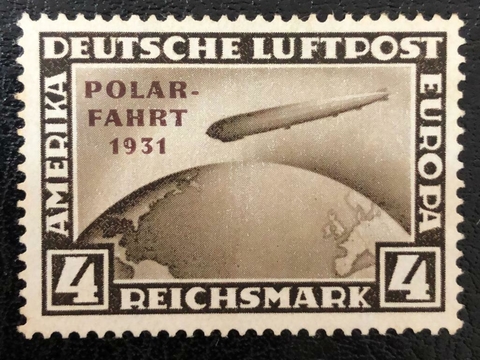 DEUTSCHE LUFTPOST
AMERIKA
POLAR-
FAHRT
1931
EUROPA
4 REICHSMARK 4